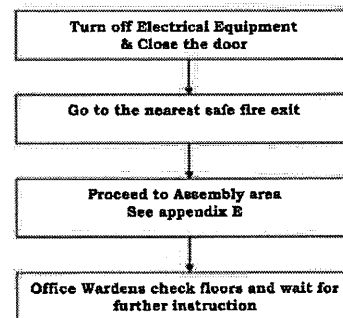 Turn off Electrical Equipment
& Close the door
Go to the nearest safe fire exit
Proceed to Assembly area
See appendix E
Office Wardens check floors and wait for
further instruction